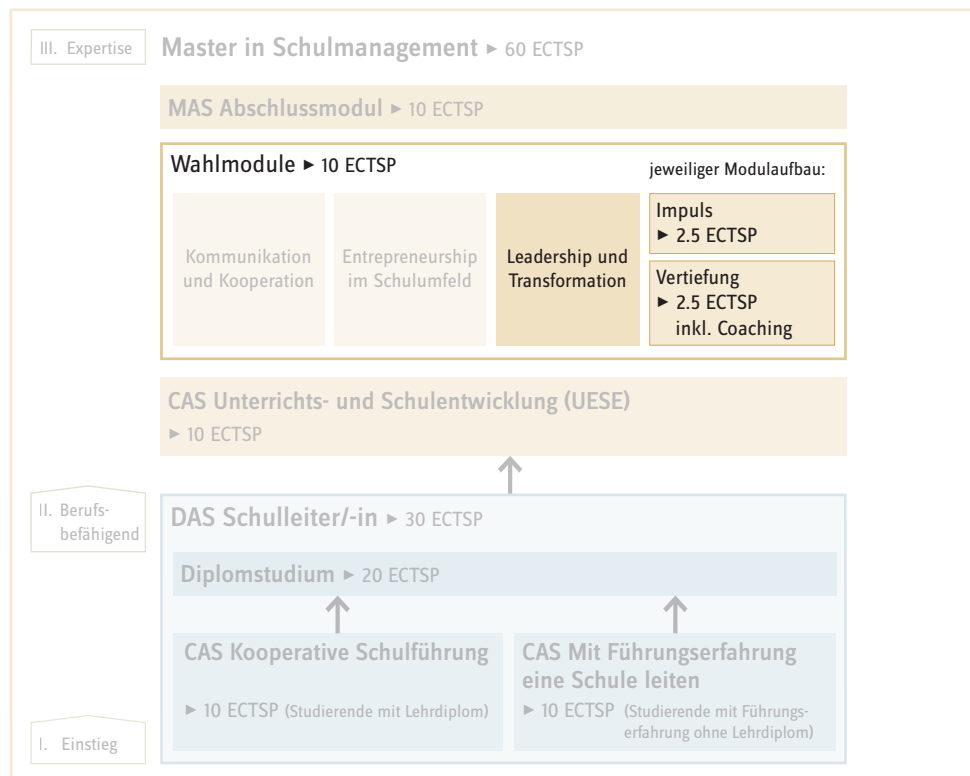 III. Expertise
Master in Schulmanagement ► 60 ECTSP
MAS Abschlussmodul ► 10 ECTSP
Wahlmodule ► 10 ECTSP
jeweiliger Modulaufbau:
Kommunikation
und Kooperation
Entrepreneurship
im Schulumfeld
Leadership und
Transformation
Impuls
► 2.5 ECTSP
Vertiefung
► 2.5 ECTSP
inkl. Coaching
CAS Unterrichts- und Schulentwicklung (UESE)
► 10 ECTSP
II. Berufs-
befähigend
DAS Schulleiter/-in ► 30 ECTSP
Diplomstudium ► 20 ECTSP
CAS Kooperative Schulführung
► 10 ECTSP (Studierende mit Lehrdiplom)
CAS Mit Führungserfahrung
eine Schule leiten
► 10 ECTSP (Studierende mit Führungs-
erfahrung ohne Lehrdiplom)
I. Einstieg